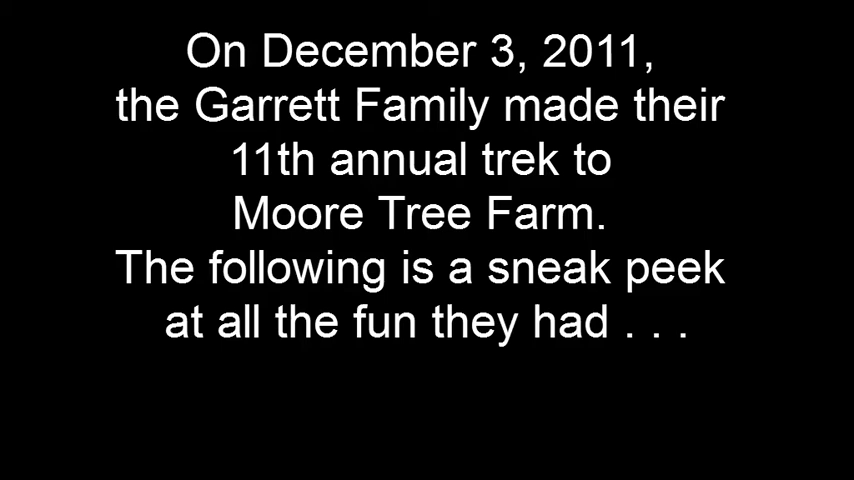 On December 3, 2011,
the Garrett Family made their
11th annual trek to
Moore Tree Farm.
The following is a sneak peek
at all the fun they had . . .